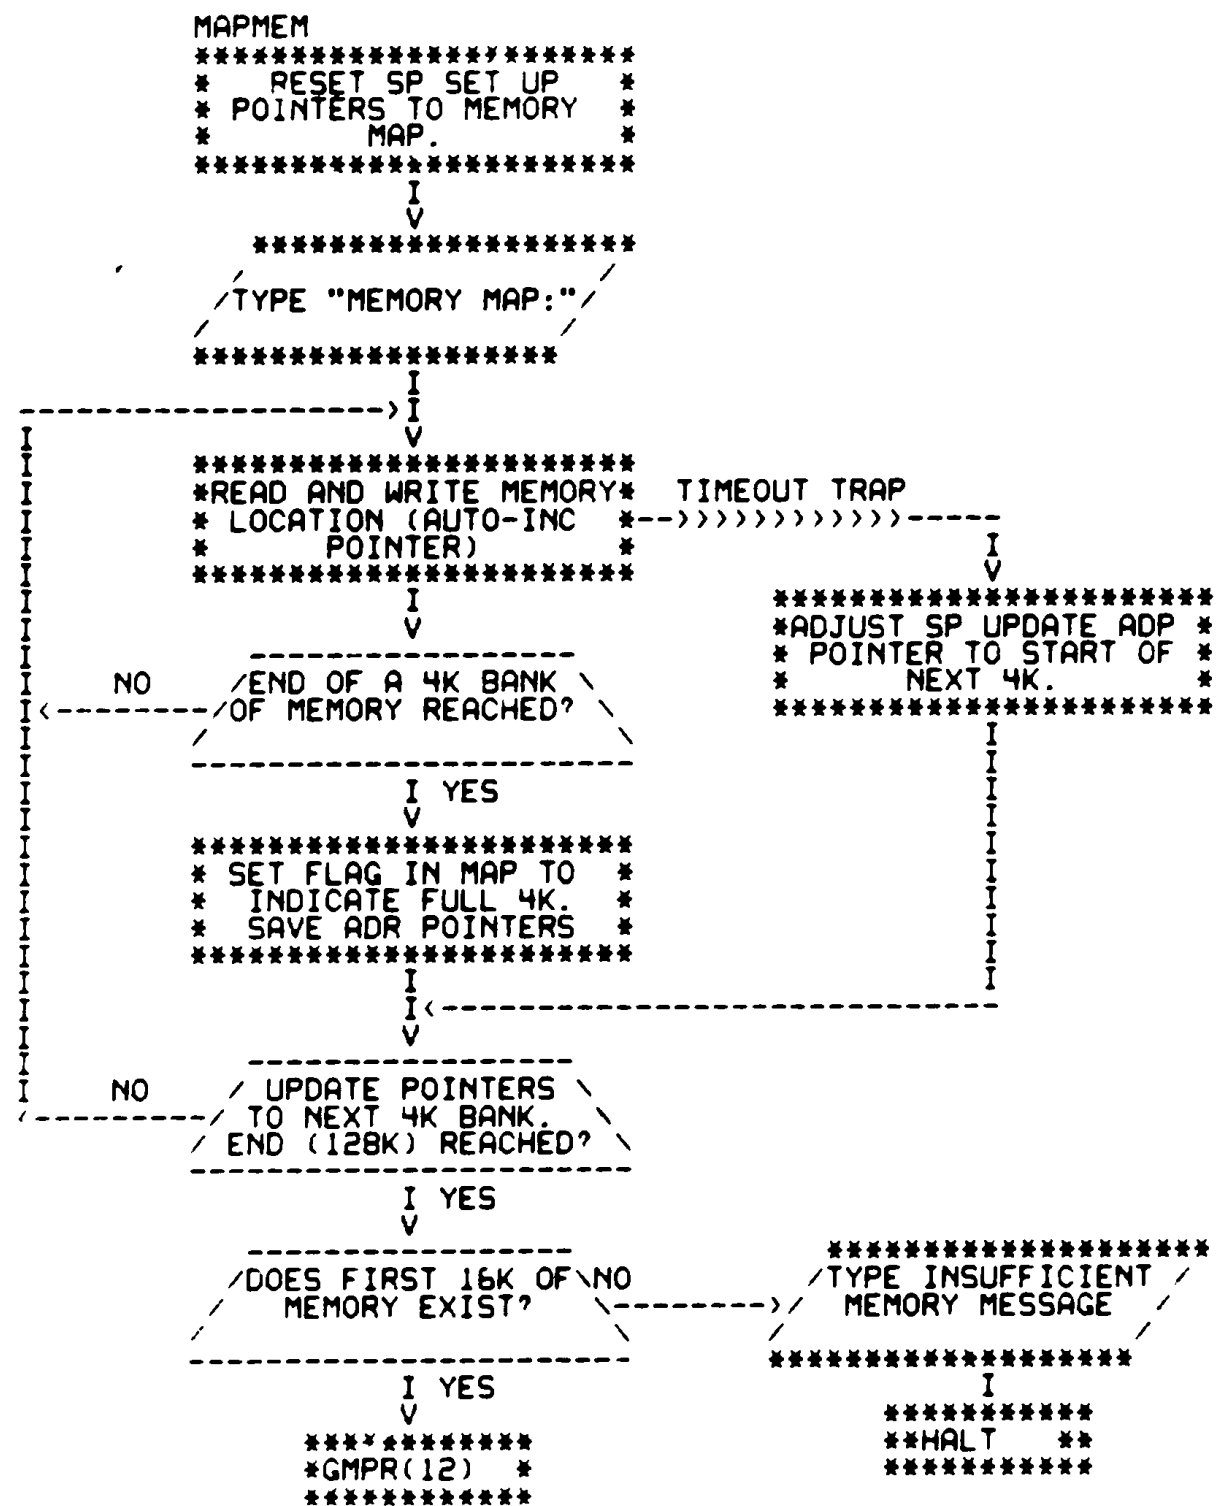 MAPMEM
RESET SP SET UP
POINTERS TO MEMORY
MAP.
TYPE "MEMORY MAP:"
READ AND WRITE MEMORY
LOCATION (AUTO-INC
POINTER)
TIMEOUT TRAP
ADJUST SP UPDATE ADP
POINTER TO START OF
NEXT 4K.
NO
END OF A 4K BANK
OF MEMORY REACHED?
YES
SET FLAG IN MAP TO
INDICATE FULL 4K.
SAVE ADR POINTERS
NO
UPDATE POINTERS
TO NEXT 4K BANK.
END (128K) REACHED?
YES
DOES FIRST 16K OF
MEMORY EXIST?
NO
TYPE INSUFFICIENT
MEMORY MESSAGE
YES
HALT
GMPR(12)